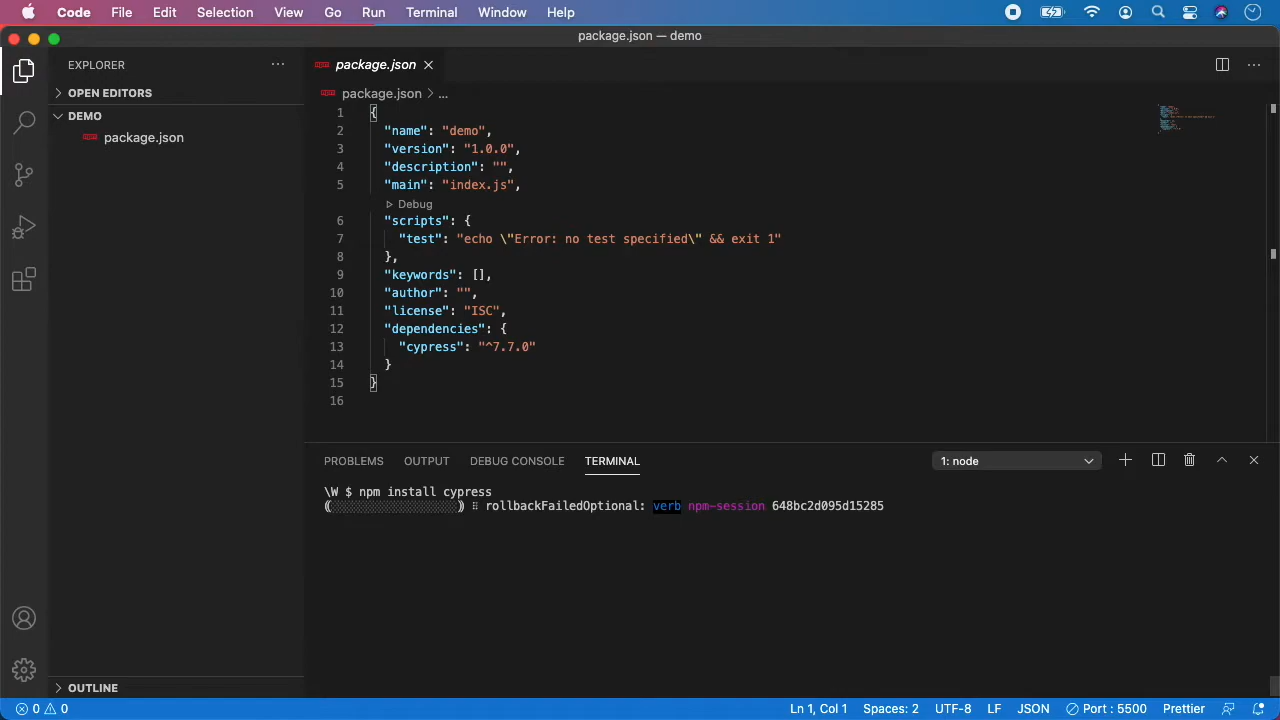 Code File Edit Selection View Go Run Terminal Window Help
package.json — demo
EXPLORER
package.json
OPEN EDITORS
package.json > ...
DEMO
package.json
1 {
2 "name": "demo",
3 "version": "1.0.0",
4 "description": "",
5 "main": "index.js",
Debug
6 "scripts": {
7 "test": "echo \"Error: no test specified\" && exit 1"
8 },
9 "keywords": [],
10 "author": "",
11 "license": "ISC",
12 "dependencies": {
13 "cypress": "^7.7.0"
14 }
15 }
16
PROBLEMS OUTPUT DEBUG CONSOLE TERMINAL 1: node
\W $ npm install cypress
rollbackFailedOptional: verb npm-session 648bc2d095d15285
OUTLINE
0 0 Ln 1, Col 1 Spaces: 2 UTF-8 LF JSON Port : 5500 Prettier